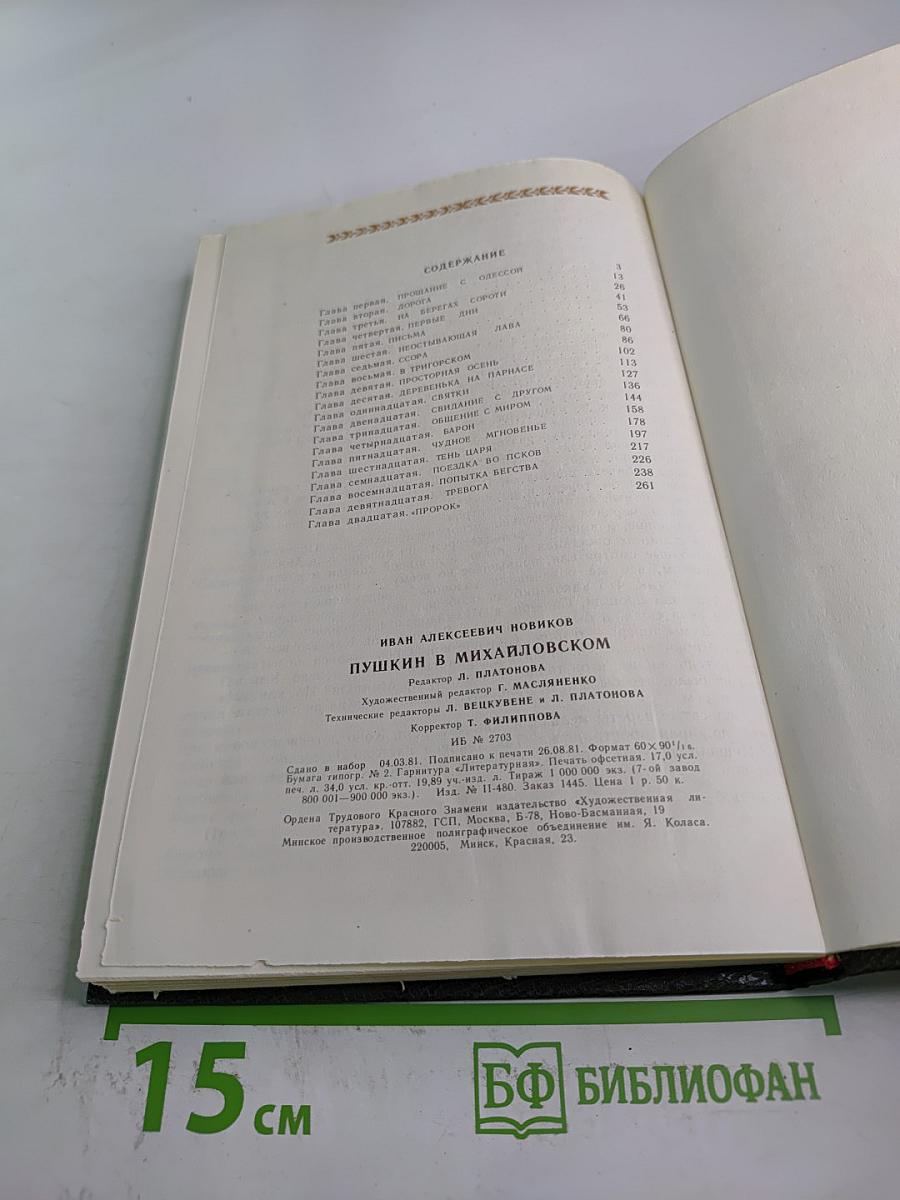 СОДЕРЖАНИЕ
Глава первая. ПРОЩАНИЕ С ОДЕССОЙ 3
Глава вторая. ДОРОГА 13
Глава третья. НА БЕРЕГАХ СОРОТИ 26
Глава четвертая. ПЕРВЫЕ ДНИ 41
Глава пятая. ПИСЬМА 53
Глава шестая. НЕОСТЫВАЮЩАЯ ЛАВА 66
Глава седьмая. ССОРА 80
Глава восьмая. В ТРИГОРСКОМ 86
Глава девятая. ПРОСТОРНАЯ ОСЕНЬ 102
Глава десятая. ДЕРЕВЕНЬКА НА ПАРНАСЕ 113
Глава одиннадцатая. СВЯТКИ 127
Глава двенадцатая. СВИДАНИЕ С ДРУГОМ 136
Глава тринадцатая. ОБЩЕНИЕ С МИРОМ 144
Глава четырнадцатая. БАРОН 158
Глава пятнадцатая. ЧУДНОЕ МГНОВЕНЬЕ 178
Глава шестнадцатая. ТЕНЬ ЦАРЯ 197
Глава семнадцатая. ПОЕЗДКА ВО ПСКОВ 217
Глава восемнадцатая. ПОПЫТКА БЕГСТВА 226
Глава девятнадцатая. ТРЕВОГА 238
Глава двадцатая. «ПРОРОК» 261
ИВАН АЛЕКСЕЕВИЧ НОВИКОВ
ПУШКИН В МИХАЙЛОВСКОМ
Редактор Л. ПЛАТОНОВА
Художественный редактор Г. МАСЛЯНЕНКО
Технические редакторы Л. ВЕЦКУВЕНЕ и Л. ПЛАТОНОВА
Корректор Т. ФИЛИППОВА
ИБ № 2703
Сдано в набор 04.03.81. Подписано к печати 26.08.81. Формат 60×90¹/₁₆.
Бумага типогр. № 2. Гарнитура «Литературная». Печать офсетная. 17,0 усл.
печ. л. 34,0 усл. кр.-отт. 19,89 уч.-изд. л. Тираж 1 000 000 экз. (7-ой завод
800 001—900 000 экз.). Изд. № II-480. Заказ 1445. Цена 1 р. 50 к.
Ордена Трудового Красного Знамени издательство «Художественная ли-
тература». 107882, ГСП, Москва, Б-78, Ново-Басманная, 19
Минское производственное полиграфическое объединение им. Я. Коласа.
220005, Минск, Красная, 23.
15 см
БФ БИБЛИОФАН